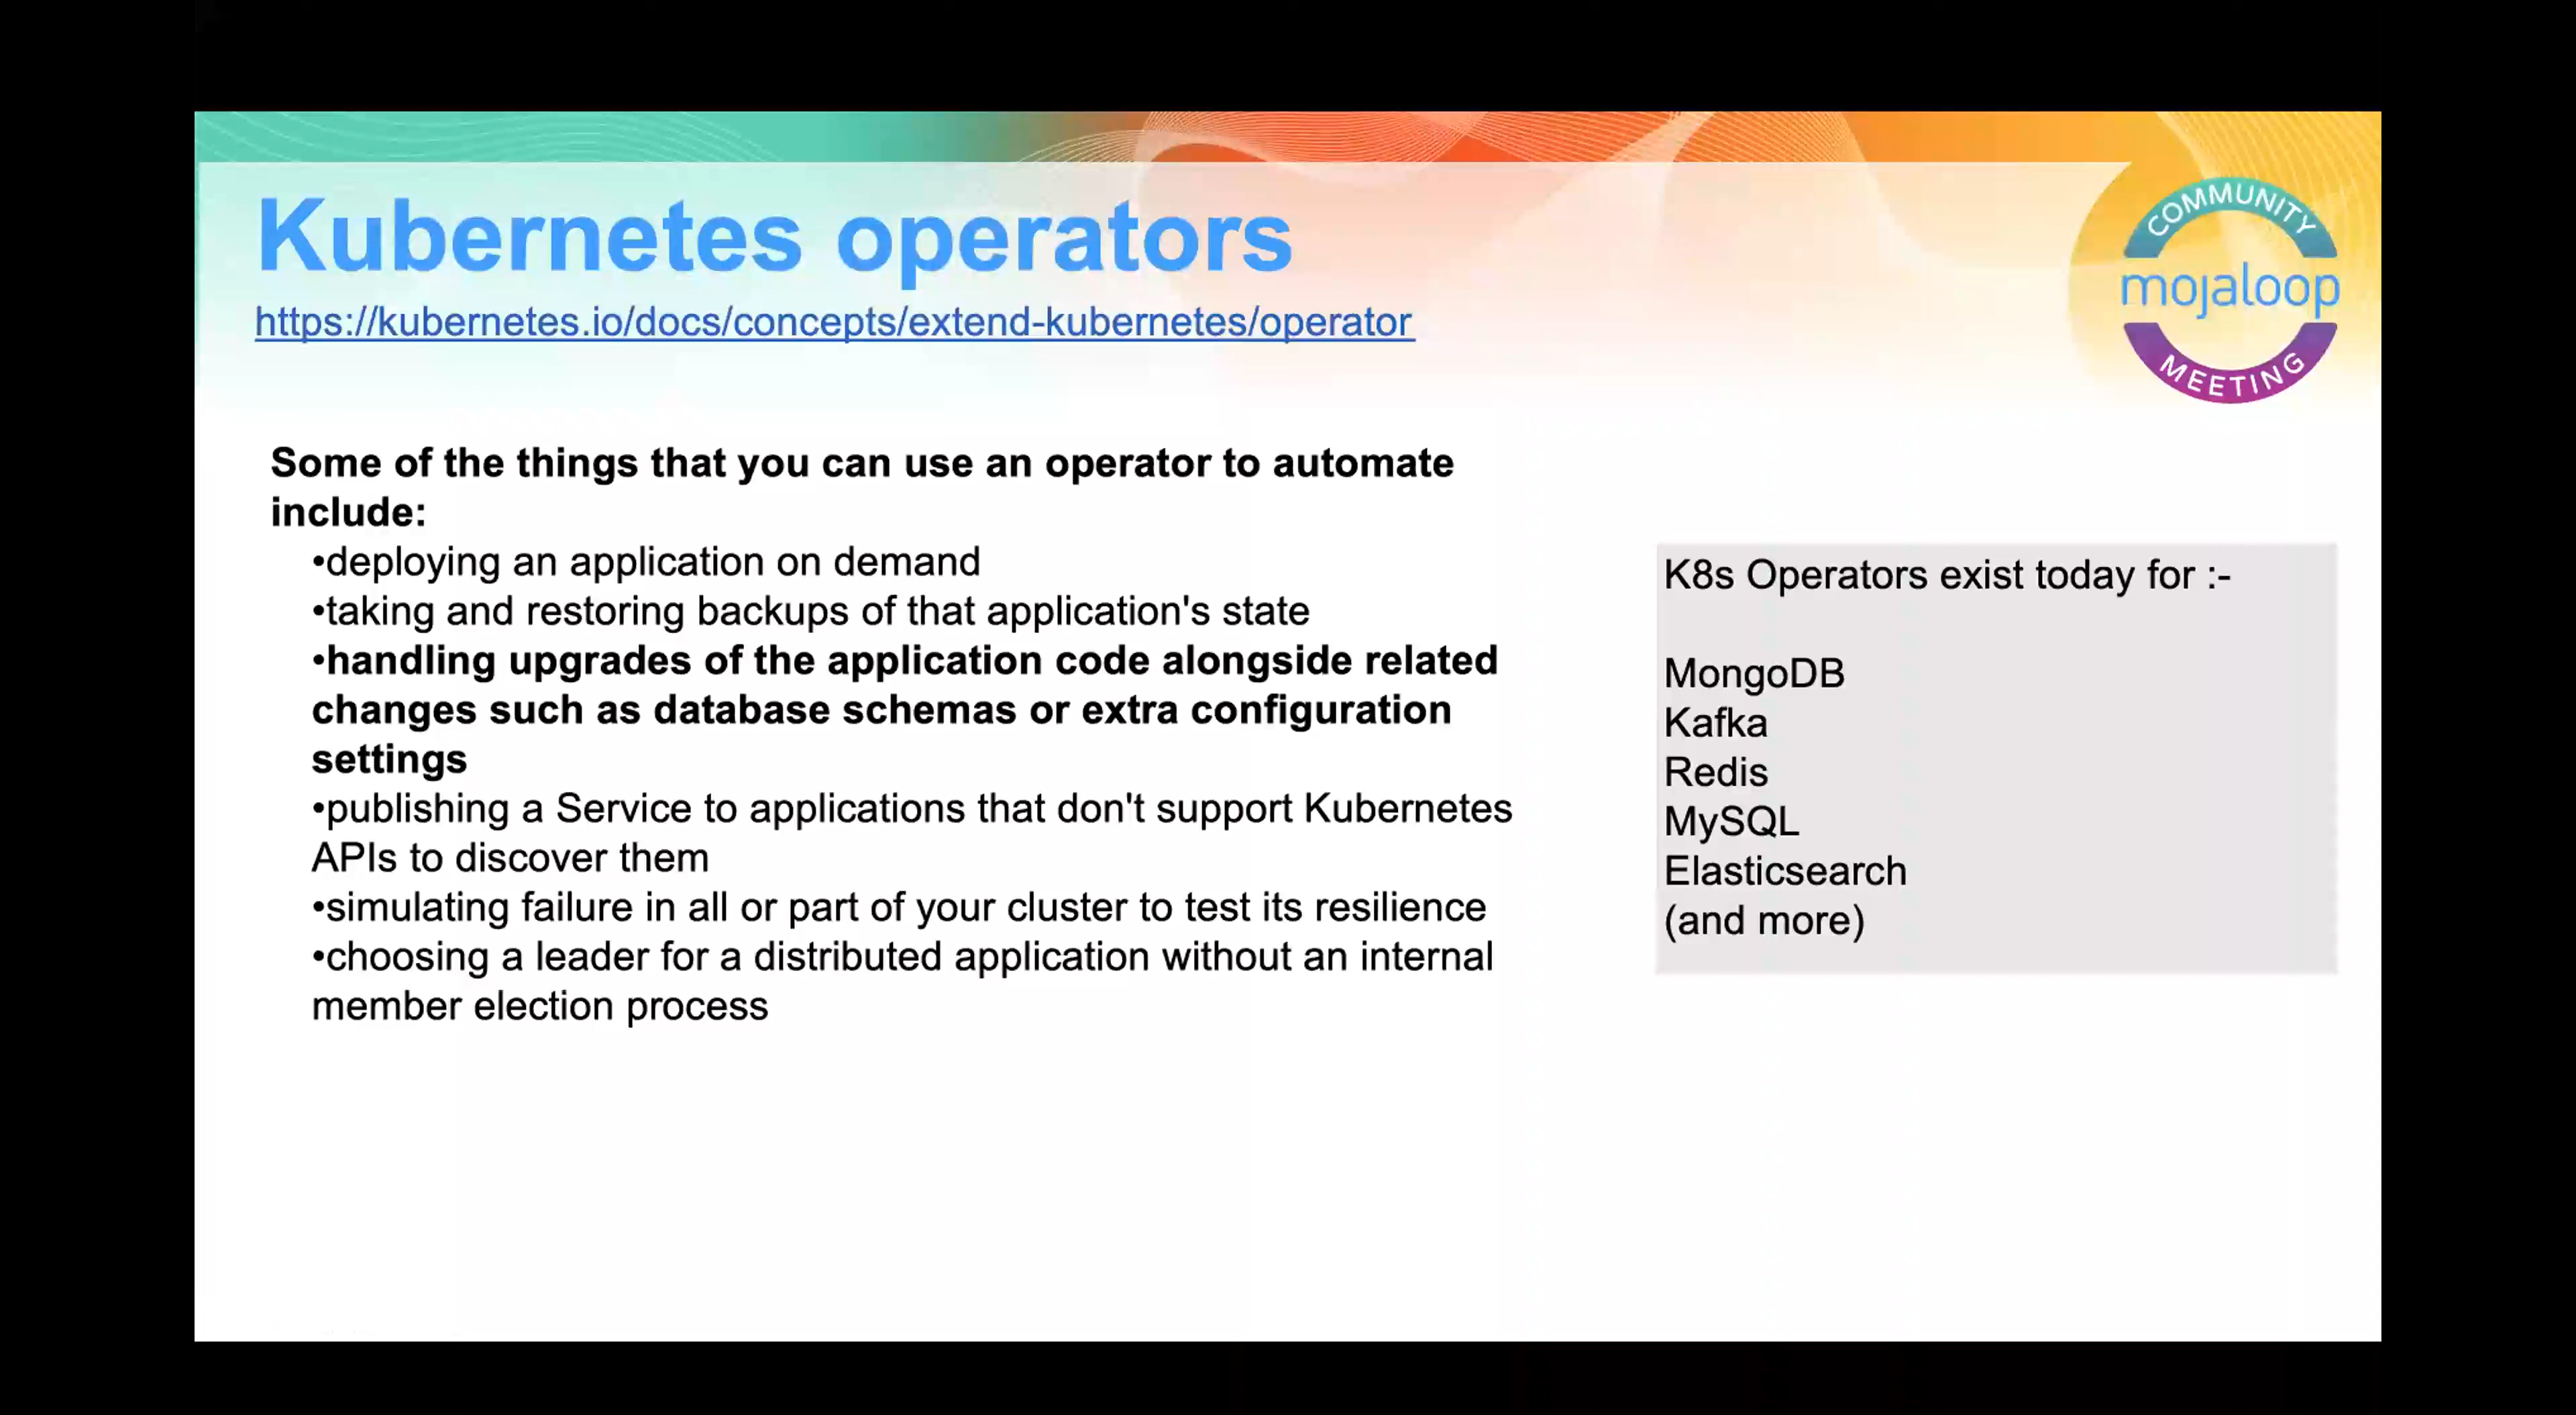 Kubernetes operators
https://kubernetes.io/docs/concepts/extend-kubernetes/operator
COMMUNITY
mojaloop
MEETING
Some of the things that you can use an operator to automate
include:
•deploying an application on demand
•taking and restoring backups of that application's state
•handling upgrades of the application code alongside related
changes such as database schemas or extra configuration
settings
•publishing a Service to applications that don't support Kubernetes
APIs to discover them
•simulating failure in all or part of your cluster to test its resilience
•choosing a leader for a distributed application without an internal
member election process
K8s Operators exist today for :-
MongoDB
Kafka
Redis
MySQL
Elasticsearch
(and more)